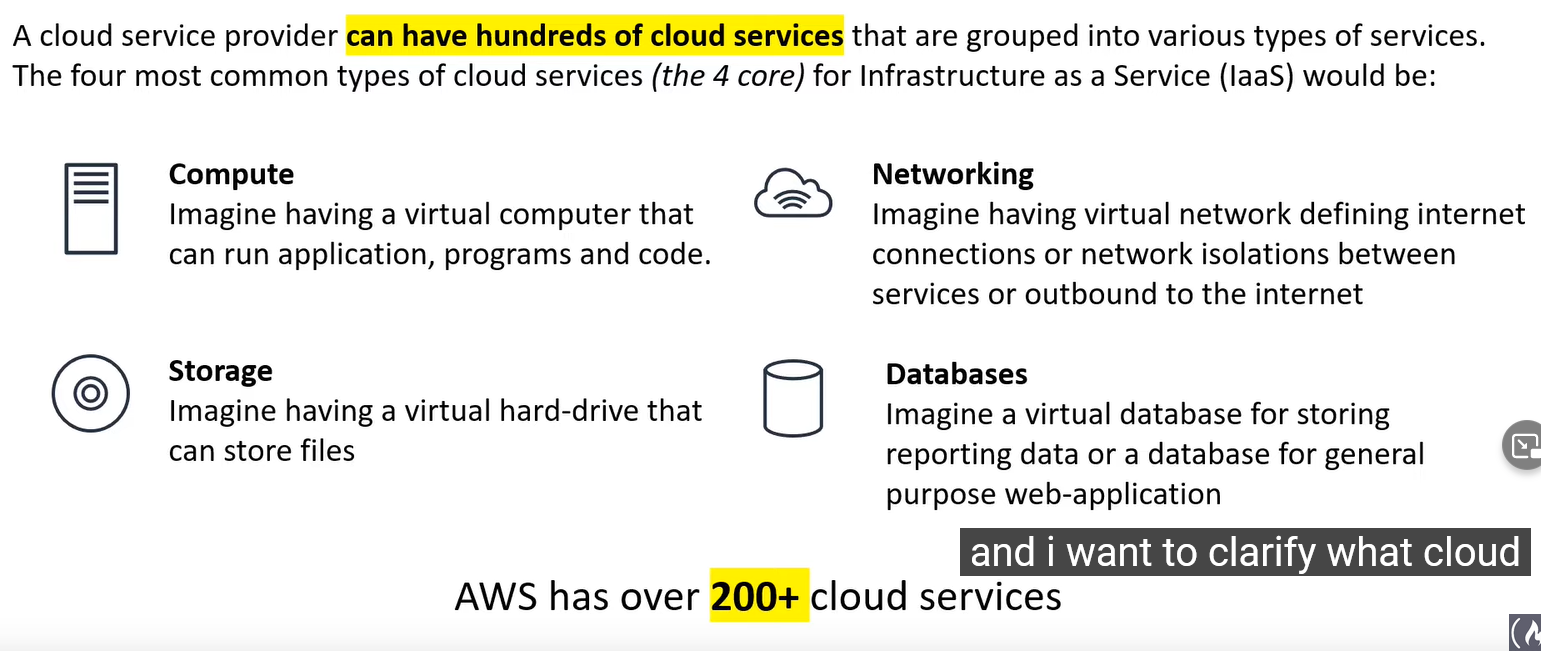 A cloud service provider can have hundreds of cloud services that are grouped into various types of services.
The four most common types of cloud services (the 4 core) for Infrastructure as a Service (IaaS) would be:
Compute
Imagine having a virtual computer that
can run application, programs and code.
Networking
Imagine having virtual network defining internet
connections or network isolations between
services or outbound to the internet
Storage
Imagine having a virtual hard-drive that
can store files
Databases
Imagine a virtual database for storing
reporting data or a database for general
purpose web-application
and i want to clarify what cloud
AWS has over 200+ cloud services